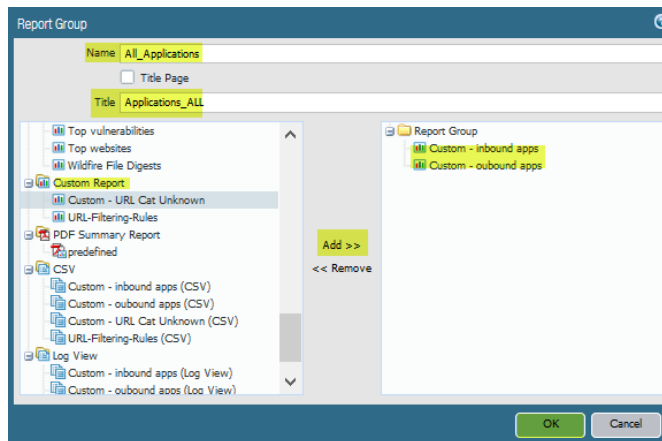 Report Group
Name All_Applications
Title Page
Title Applications_ALL
Top vulnerabilities
Top websites
Wildfire File Digests
Custom Report
Custom - URL Cat Unknown
URL-Filtering-Rules
PDF Summary Report
predefined
CSV
Custom - inbound apps (CSV)
Custom - oubound apps (CSV)
Custom - URL Cat Unknown (CSV)
URL-Filtering-Rules (CSV)
Log View
Custom - inbound apps (Log View)
Custom - oubound apps (Log View)
Add >>
<< Remove
Report Group
Custom - inbound apps
Custom - oubound apps
OK
Cancel